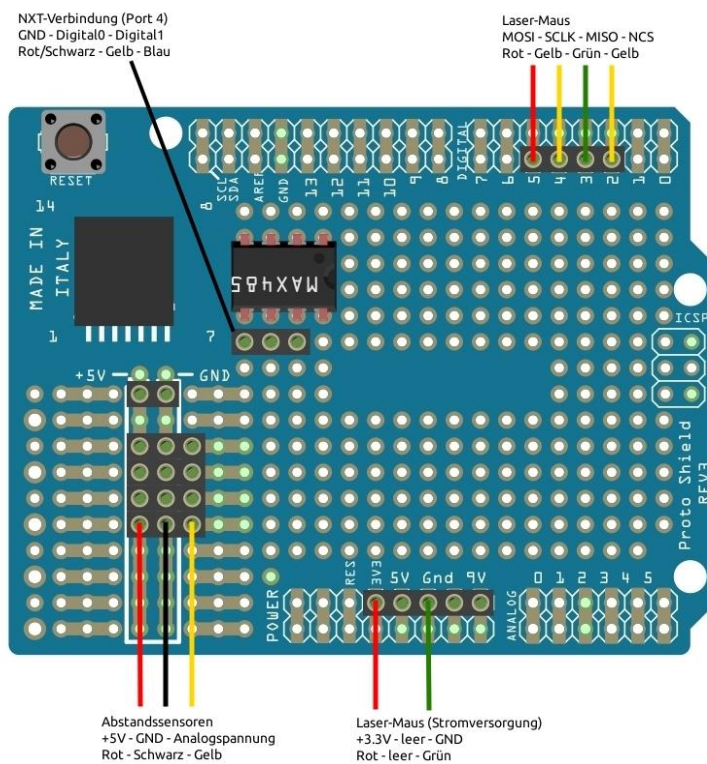 NXT-Verbindung (Port 4)
GND - Digital0 - Digital1
Rot/Schwarz - Gelb - Blau
Laser-Maus
MOSI - SCLK - MISO - NCS
Rot - Gelb - Grün - Gelb
RESET
SCL
SDA
AREF
GND
13
12
11
10
9
8
DIGITAL
7
6
5
4
3
2
1
0
14
8
MADE IN
ITALY
MAX485
1
7
ICSP
+5V
GND
Proto Shield
REV3
RES
3V3
5V
Gnd
9V
POWER
ANALOG
0
1
2
3
4
5
Abstandssensoren
+5V - GND - Analogspannung
Rot - Schwarz - Gelb
Laser-Maus (Stromversorgung)
+3.3V - leer - GND
Rot - leer - Grün